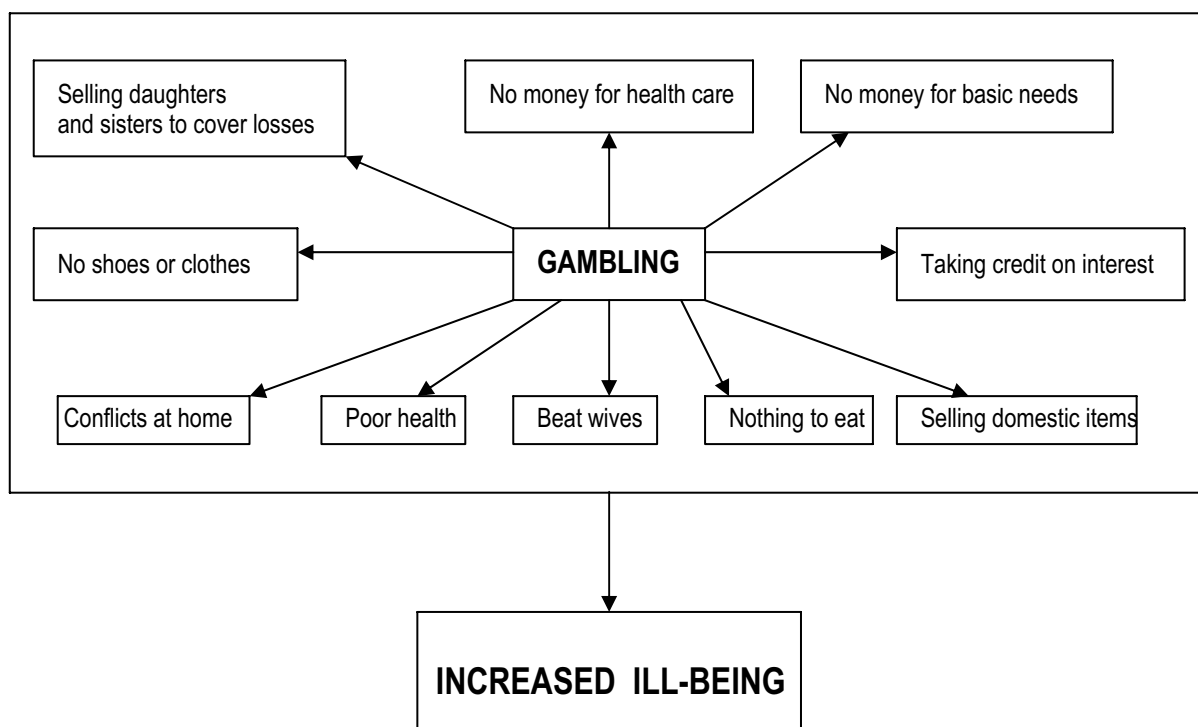 Selling daughters
and sisters to cover losses
No money for health care
No money for basic needs
No shoes or clothes
GAMBLING
Taking credit on interest
Conflicts at home
Poor health
Beat wives
Nothing to eat
Selling domestic items
INCREASED ILL-BEING